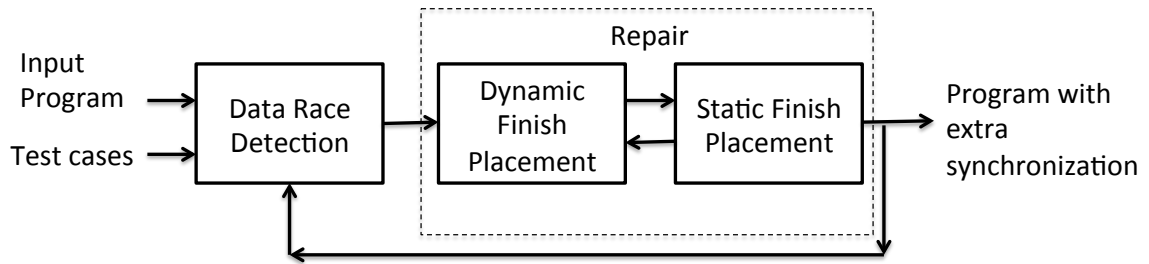 Repair
Input
Program
Test cases
Data Race
Detection
Dynamic
Finish
Placement
Static Finish
Placement
Program with
extra
synchronization